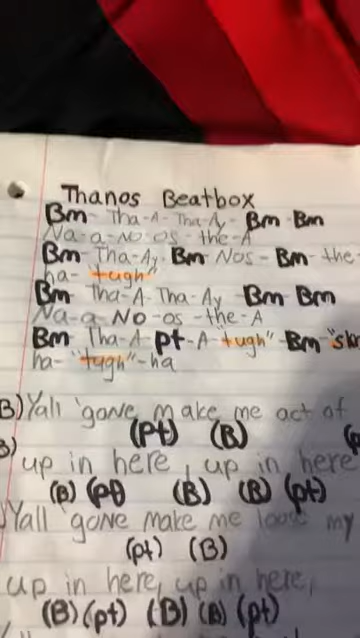 Thanos Beatbox
Bm- Tha-A- Tha-Ay- Bm-Bm
Na-a-No-os-the-A
Bm-Tha-Ay-Bm-Nos-Bm-the-
ha- "tugh"
Bm-Tha-A-Tha-Ay-Bm-Bm
Na-a-No-os-the-A
Bm-Tha-A-pt-A-"tugh"-Bm-
ha-"tugh"-ha
B) Yall gone make me act of
(pt) (B)
up in here, up in here
(B) (pt) (B) (B) (pt)
Yall gone make me loose my
(pt) (B)
up in here, up in here,
(B) (pt) (B) (B) (pt)